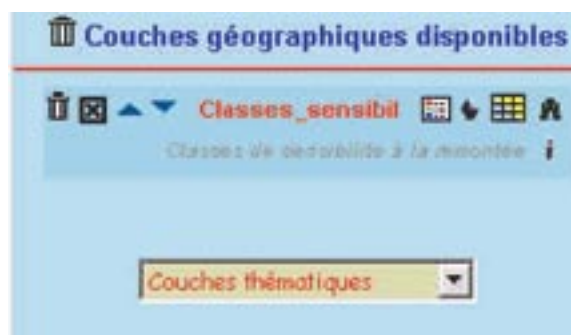 Couches géographiques disponibles
Classes_sensibil
Classes de sensibilité à la remontée
Couches thématiques